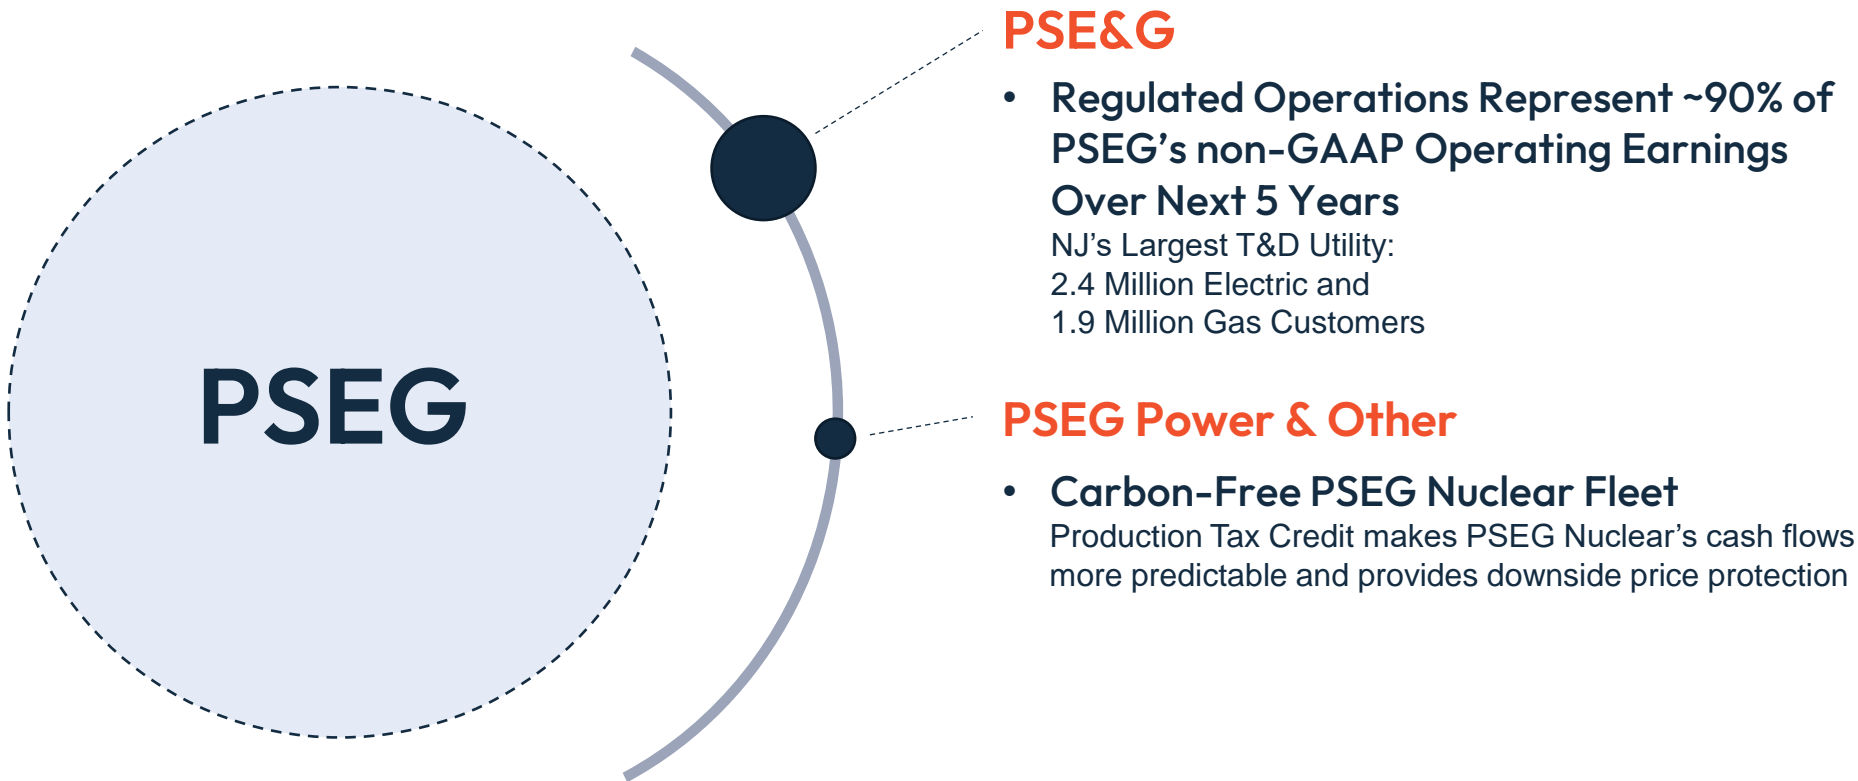 PSEG
PSE&G
• Regulated Operations Represent ~90% of
PSEG’s non-GAAP Operating Earnings
Over Next 5 Years
NJ’s Largest T&D Utility:
2.4 Million Electric and
1.9 Million Gas Customers
PSEG Power & Other
• Carbon-Free PSEG Nuclear Fleet
Production Tax Credit makes PSEG Nuclear’s cash flows
more predictable and provides downside price protection